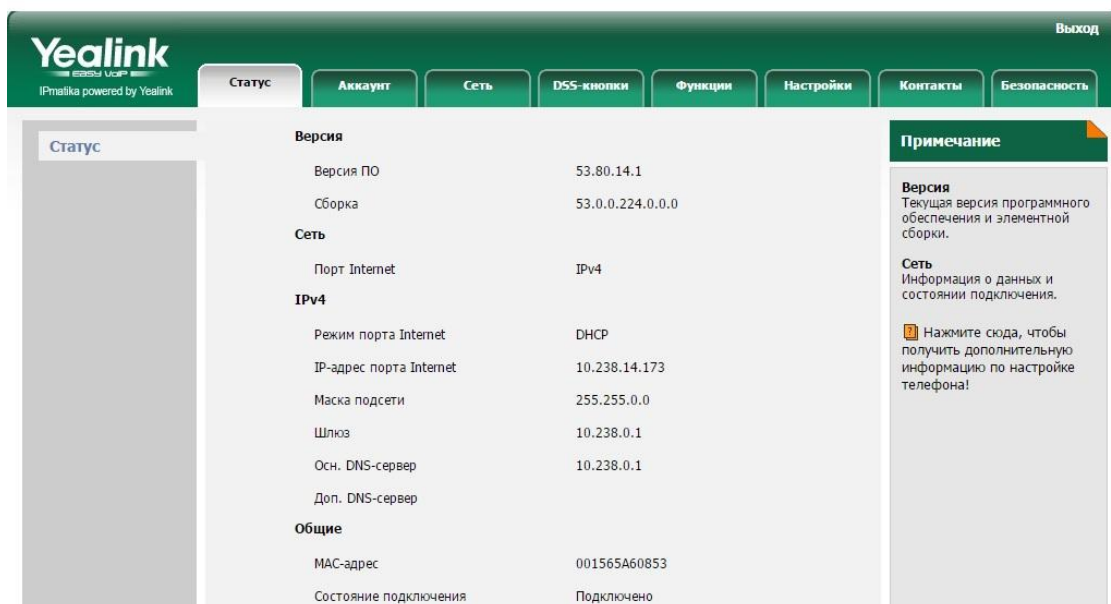 Выход
Yealink
EASY VoIP
IPmatika powered by Yealink
Статус
Аккаунт
Сеть
DSS-кнопки
Функции
Настройки
Контакты
Безопасность
Статус
Версия
Версия ПО 53.80.14.1
Сборка 53.0.0.224.0.0.0
Сеть
Порт Internet IPv4
IPv4
Режим порта Internet DHCP
IP-адрес порта Internet 10.238.14.173
Маска подсети 255.255.0.0
Шлюз 10.238.0.1
Осн. DNS-сервер 10.238.0.1
Доп. DNS-сервер
Общие
MAC-адрес 001565A60853
Состояние подключения Подключено
Примечание
Версия
Текущая версия программного
обеспечения и элементной
сборки.
Сеть
Информация о данных и
состоянии подключения.
? Нажмите сюда, чтобы
получить дополнительную
информацию по настройке
телефона!